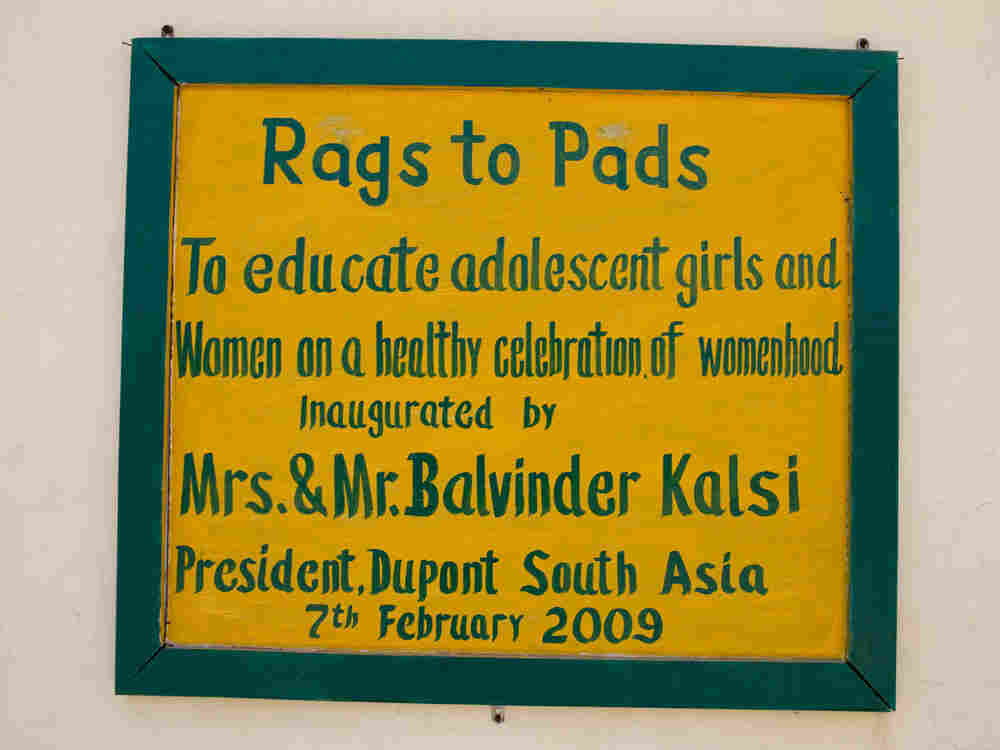 Rags to Pads
To educate adolescent girls and
Women on a healthy celebration of womenhood
Inaugurated by
Mrs. & Mr. Balvinder Kalsi
President, Dupont South Asia
7th February 2009